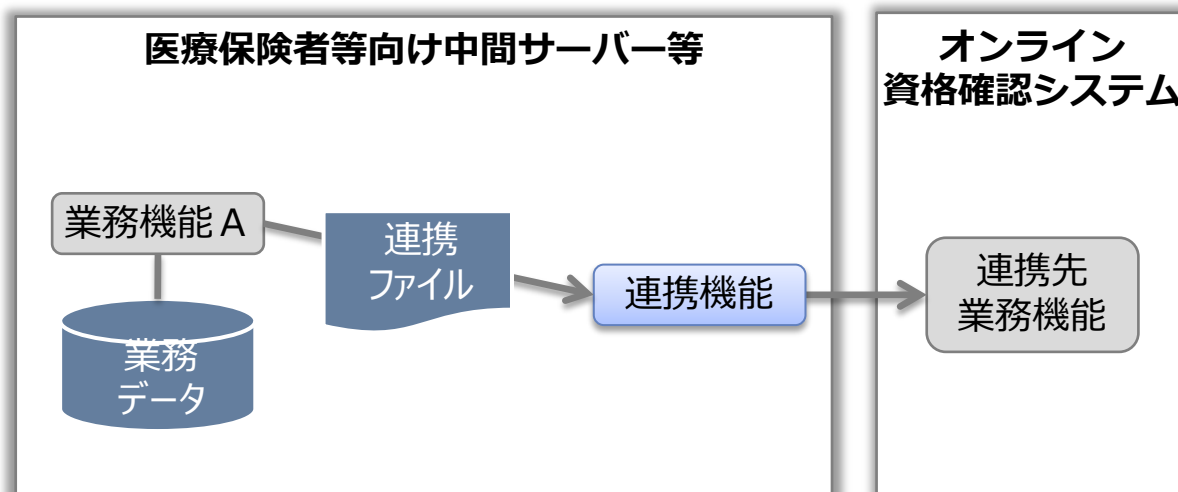 医療保険者等向け中間サーバー等
オンライン
資格確認システム
業務機能A
連携
ファイル
連携機能
連携先
業務機能
業務
データ